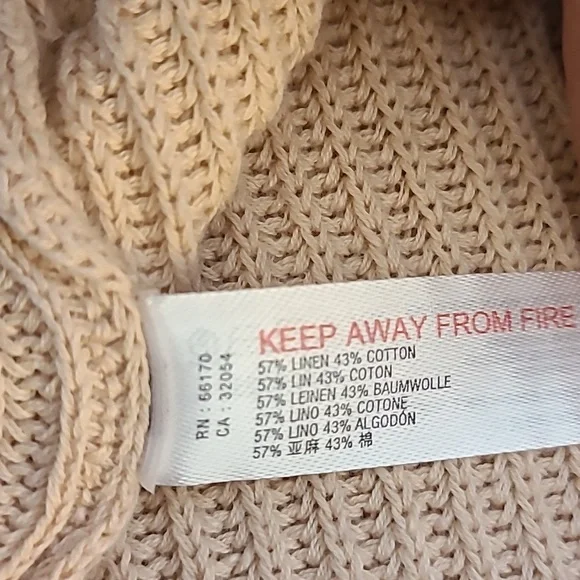 KEEP AWAY FROM FIRE
57% LINEN 43% COTTON
57% LIN 43% COTON
57% LEINEN 43% BAUMWOLLE
57% LINO 43% COTONE
57% LINO 43% ALGODÓN
57% 亚麻 43% 棉
RN : 66170
CA : 32054